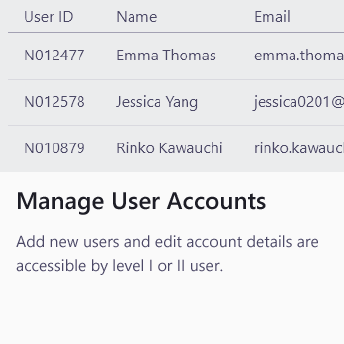 User ID Name Email
N012477 Emma Thomas emma.thoma
N012578 Jessica Yang jessica0201@
N010879 Rinko Kawauchi rinko.kawauc
Manage User Accounts
Add new users and edit account details are
accessible by level I or II user.